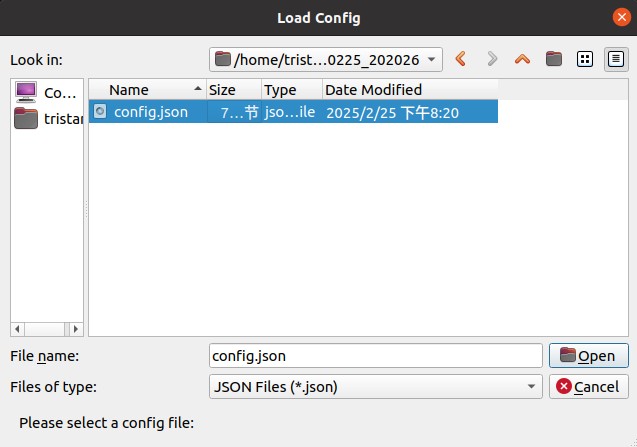 Load Config
Look in:
/home/trist...0225_202026
Co...
tristar
Name
Size
Type
Date Modified
config.json
7...节
jso...ile
2025/2/25 下午8:20
File name:
config.json
Open
Files of type:
JSON Files (*.json)
Cancel
Please select a config file: